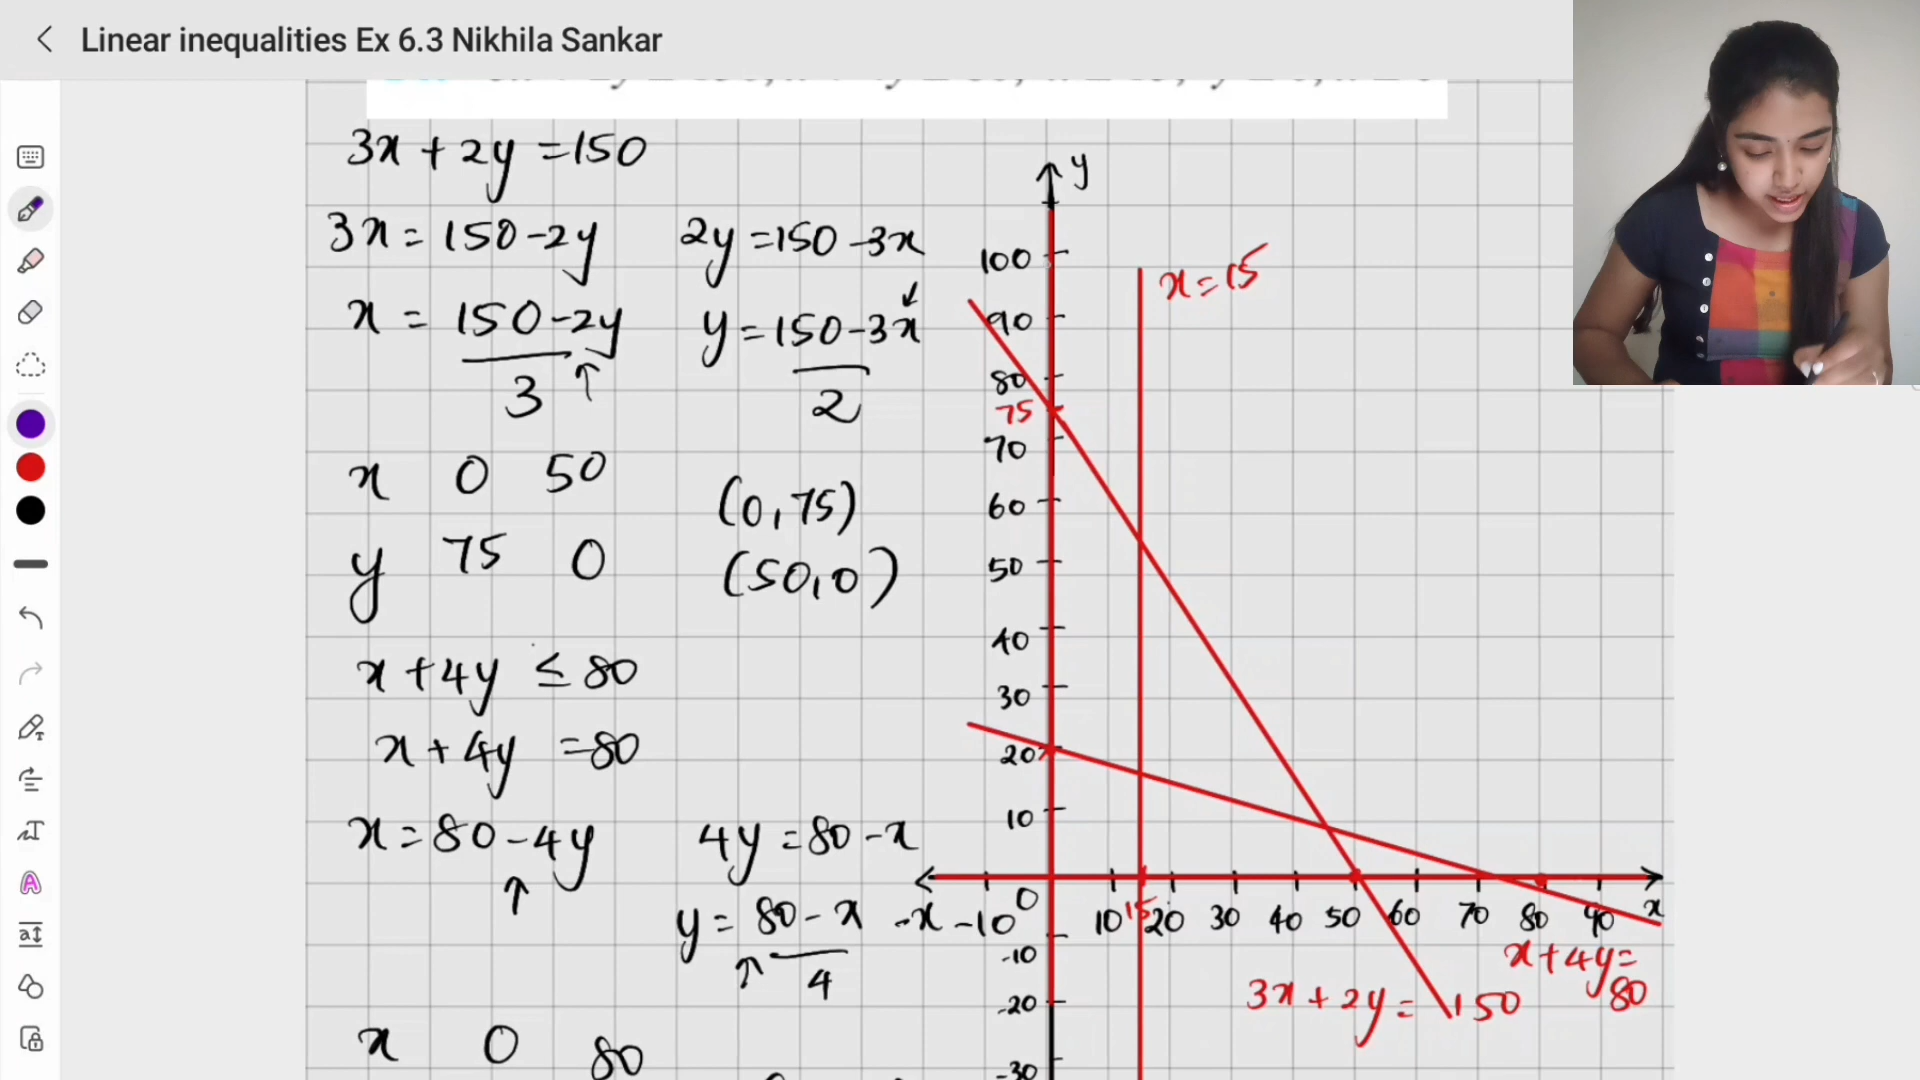 Linear inequalities Ex 6.3 Nikhila Sankar
3x + 2y = 150
3x = 150 - 2y
2y = 150 - 3x
x = 150 - 2y
3
y = 150 - 3x
2
x 0 50
y 75 0
(0,75)
(50,0)
x + 4y ≤ 80
x + 4y = 80
x = 80 - 4y
4y = 80 - x
y = 80 - x
4
x 0 80
y
100
90
80
75
70
60
50
40
30
20
10
x = 15
-x -10 0 10 15 20 30 40 50 60 70 80 90 x
-10
-20
-30
x + 4y =
80
3x + 2y = 150